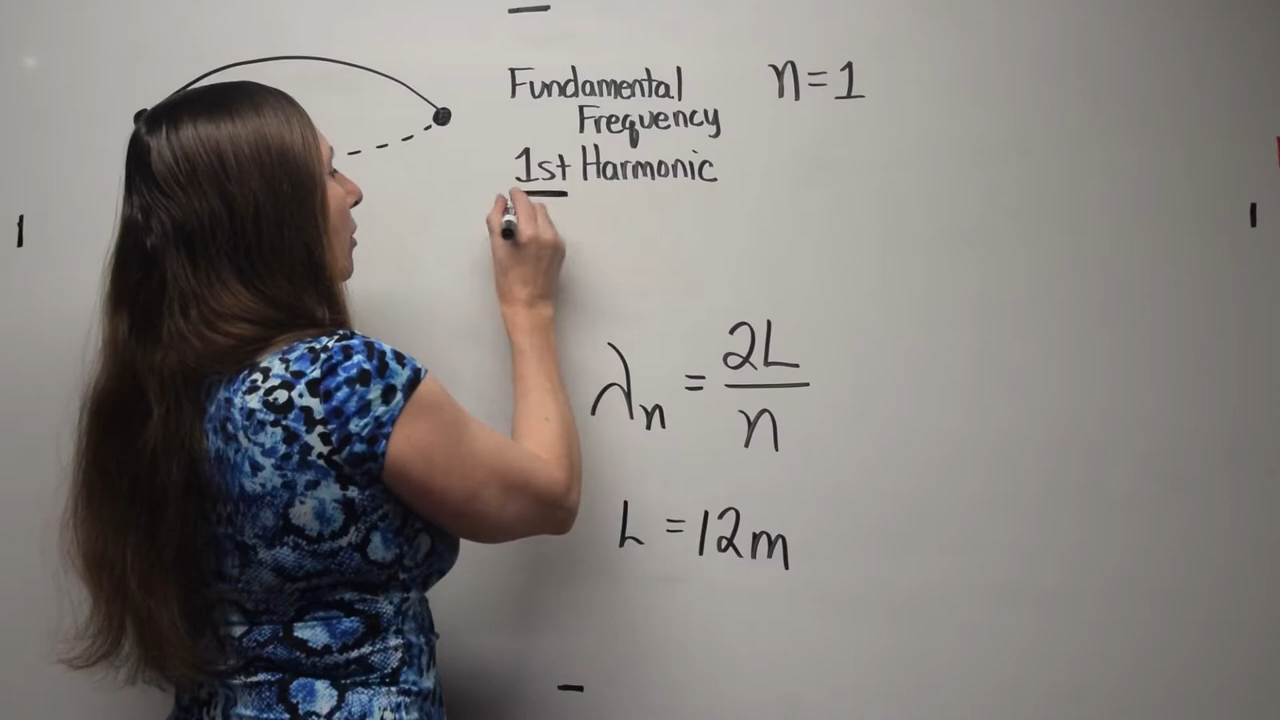 Fundamental
Frequency
1st Harmonic
n=1
λn = 2L/n
L = 12m